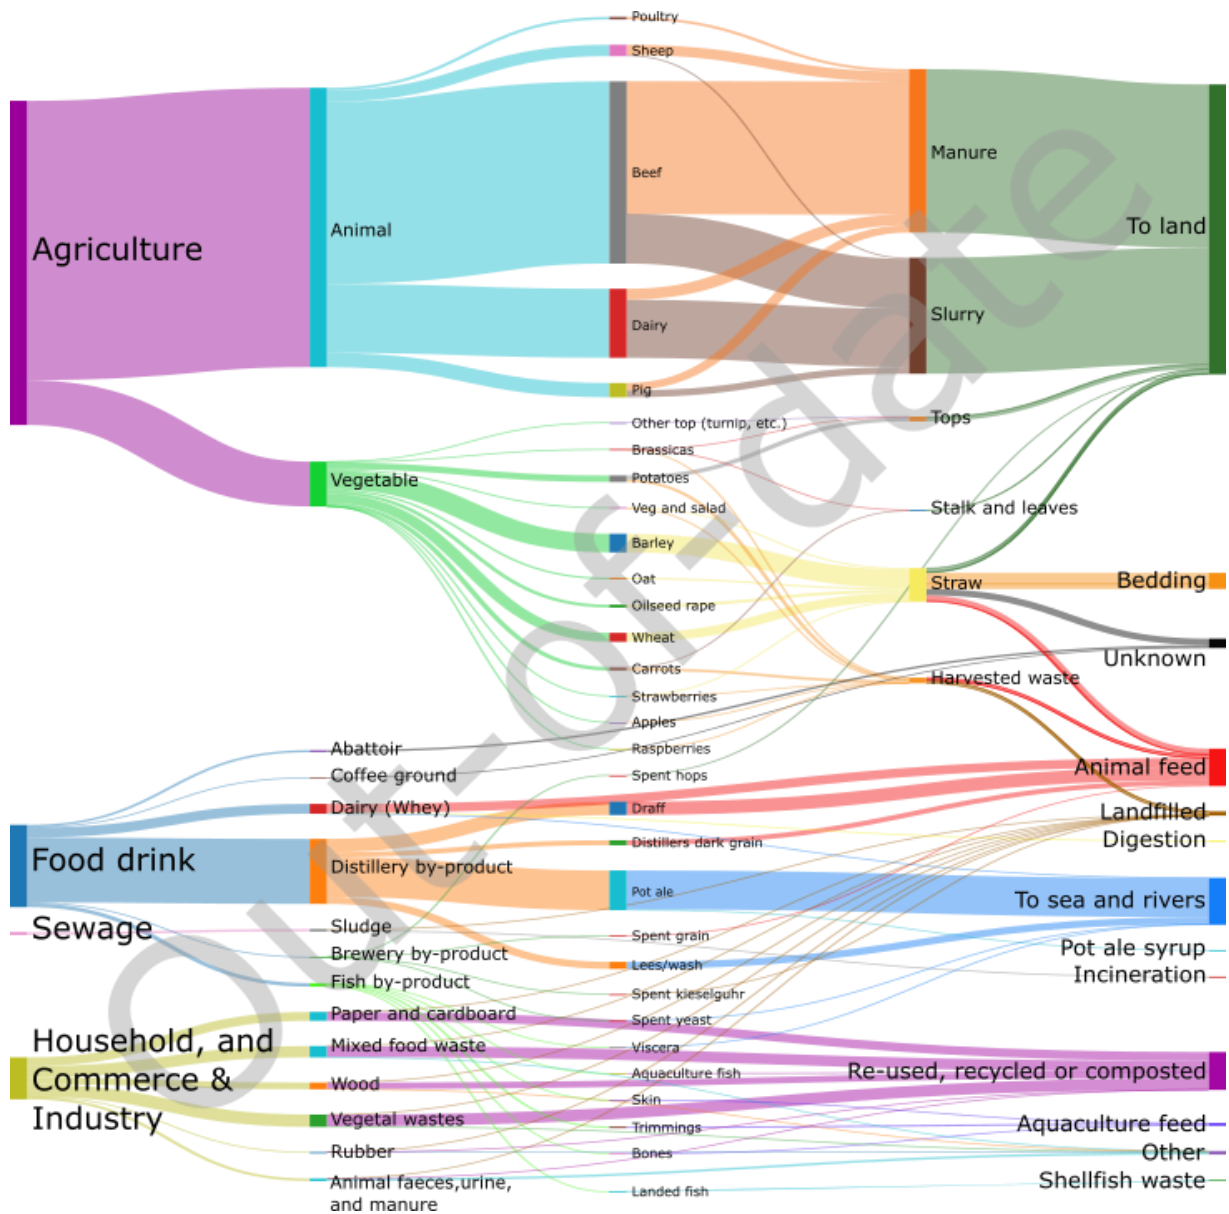 Agriculture
Food drink
Sewage
Household, and
Commerce &
Industry
Animal
Vegetable
Abattoir
Coffee ground
Dairy (Whey)
Distillery by-product
Sludge
Brewery by-product
Fish by-product
Paper and cardboard
Mixed food waste
Wood
Vegetal wastes
Rubber
Animal faeces,urine,
and manure
Poultry
Sheep
Beef
Dairy
Pig
Other top (turnip, etc.)
Brassicas
Potatoes
Veg and salad
Barley
Oat
Oilseed rape
Wheat
Carrots
Strawberries
Apples
Raspberries
Spent hops
Draff
Distillers dark grain
Pot ale
Spent grain
Lees/wash
Spent kieselguhr
Spent yeast
Viscera
Aquaculture fish
Skin
Trimmings
Bones
Landed fish
Manure
Slurry
Tops
Stalk and leaves
Straw
Harvested waste
To land
Bedding
Unknown
Animal feed
Landfilled
Digestion
To sea and rivers
Pot ale syrup
Incineration
Re-used, recycled or composted
Aquaculture feed
Other
Shellfish waste
Out-of-date